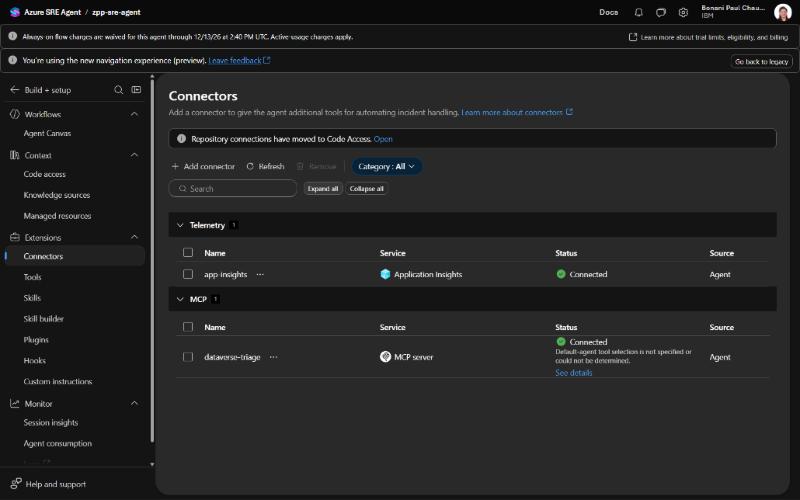 Azure SRE Agent / zpp-sre-agent
Docs
Bonani Paul Chau...
IBM
Always-on flow charges are waived for this agent through 12/13/26 at 2:40 PM UTC. Active-usage charges apply.
Learn more about trial limits, eligibility, and billing
You're using the new navigation experience (preview). Leave feedback
Go back to legacy
Build + setup
Workflows
Agent Canvas
Context
Code access
Knowledge sources
Managed resources
Extensions
Connectors
Tools
Skills
Skill builder
Plugins
Hooks
Custom instructions
Monitor
Session insights
Agent consumption
Help and support
Connectors
Add a connector to give the agent additional tools for automating incident handling. Learn more about connectors
Repository connections have moved to Code Access. Open
Add connector
Refresh
Remove
Category : All
Search
Expand all
Collapse all
Telemetry 1
Name Service Status Source
app-insights ... Application Insights Connected Agent
MCP 1
Name Service Status Source
dataverse-triage ... MCP server Connected Agent
Default-agent tool selection is not specified or
could not be determined.
See details